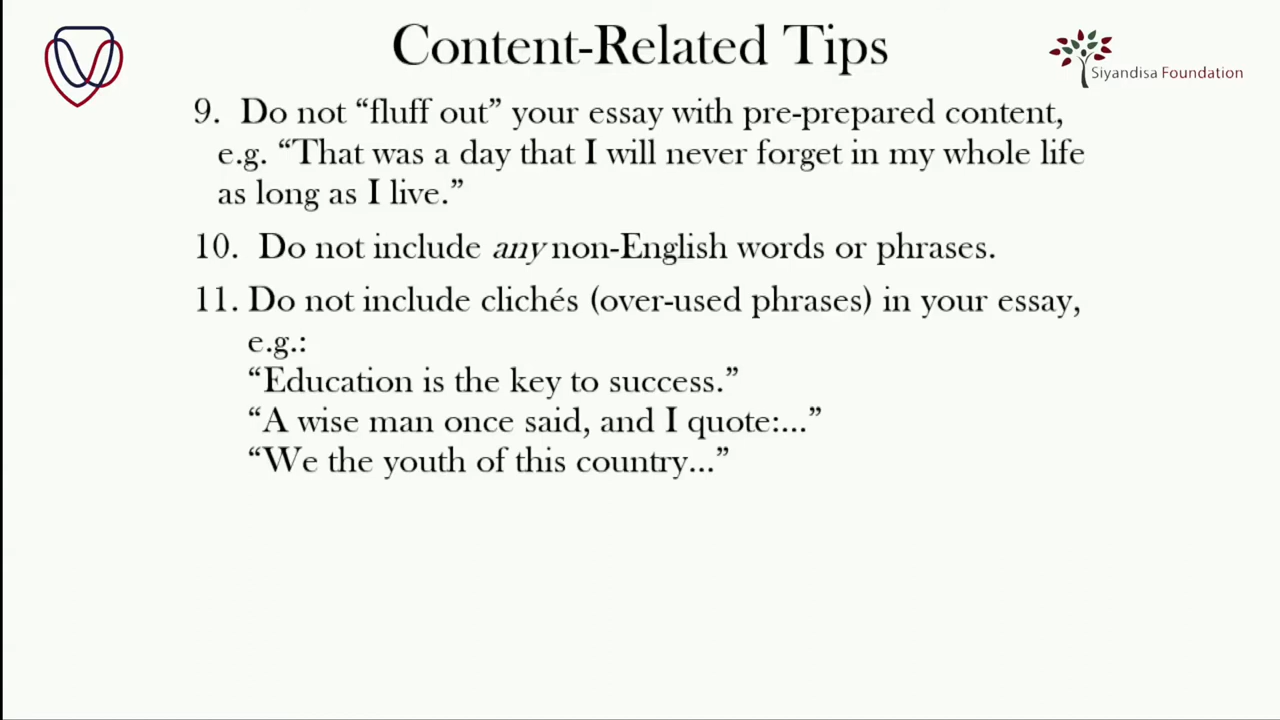 Content-Related Tips
Siyandisa Foundation
9. Do not “fluff out” your essay with pre-prepared content,
e.g. “That was a day that I will never forget in my whole life
as long as I live.”
10. Do not include any non-English words or phrases.
11. Do not include clichés (over-used phrases) in your essay,
e.g.:
“Education is the key to success.”
“A wise man once said, and I quote:...”
“We the youth of this country...”